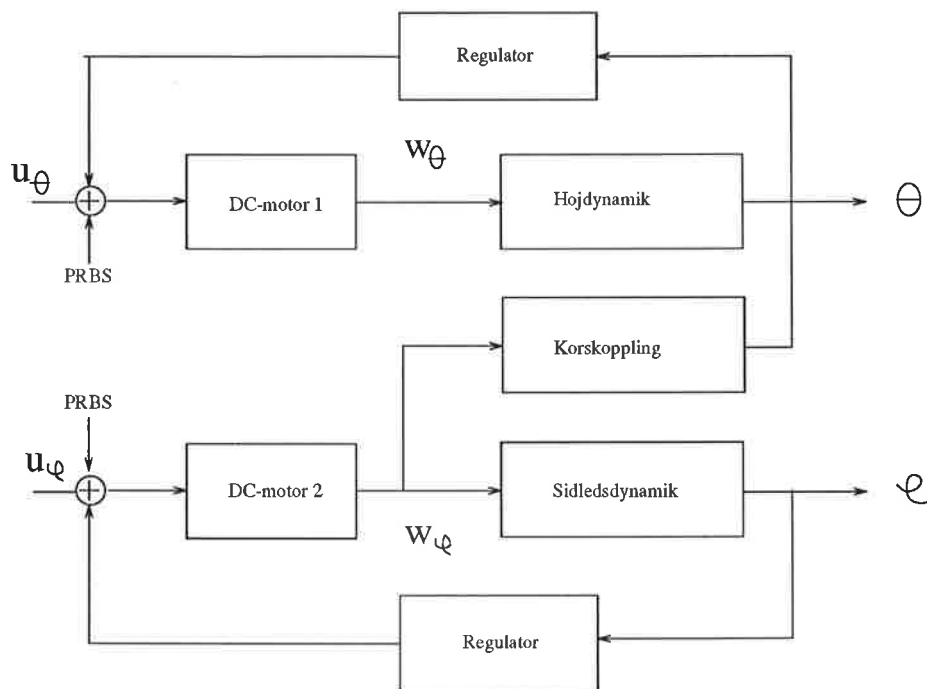 Regulator
w_θ
u_θ
DC-motor 1
Hojdynamik
θ
+
PRBS
Korskoppling
PRBS
u_φ
+
DC-motor 2
Sidledsdynamik
φ
w_φ
Regulator